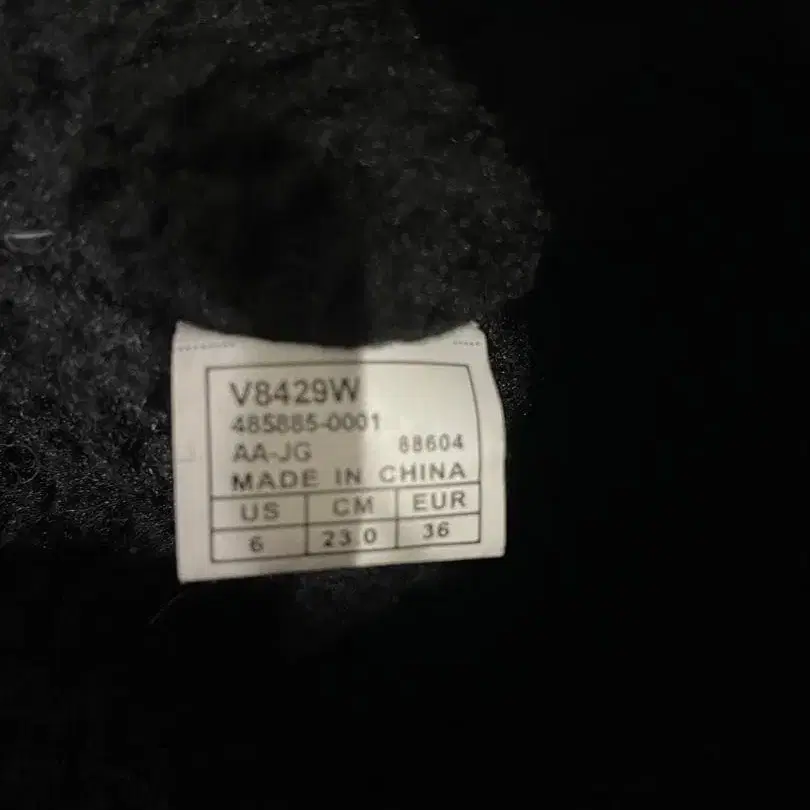 V8429W
485885-0001
AA-JG 88604
MADE IN CHINA
US CM EUR
6 23.0 36